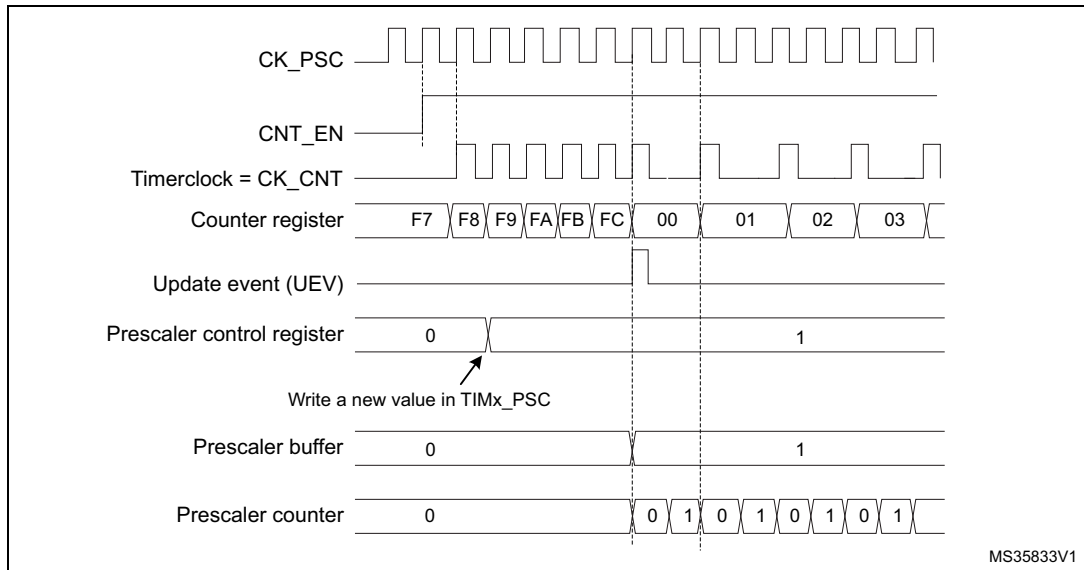 CK_PSC
CNT_EN
Timerclock = CK_CNT
Counter register F7 F8 F9 FA FB FC 00 01 02 03
Update event (UEV)
Prescaler control register 0 1
Write a new value in TIMx_PSC
Prescaler buffer 0 1
Prescaler counter 0 0 1 0 1 0 1 0 1
MS35833V1